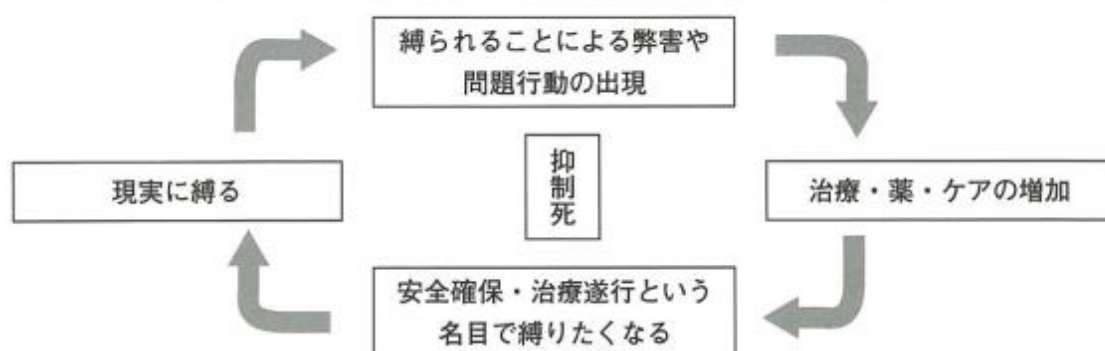 縛られることによる弊害や
問題行動の出現
抑制死
現実に縛る
治療・薬・ケアの増加
安全確保・治療遂行という
名目で縛りたくなる